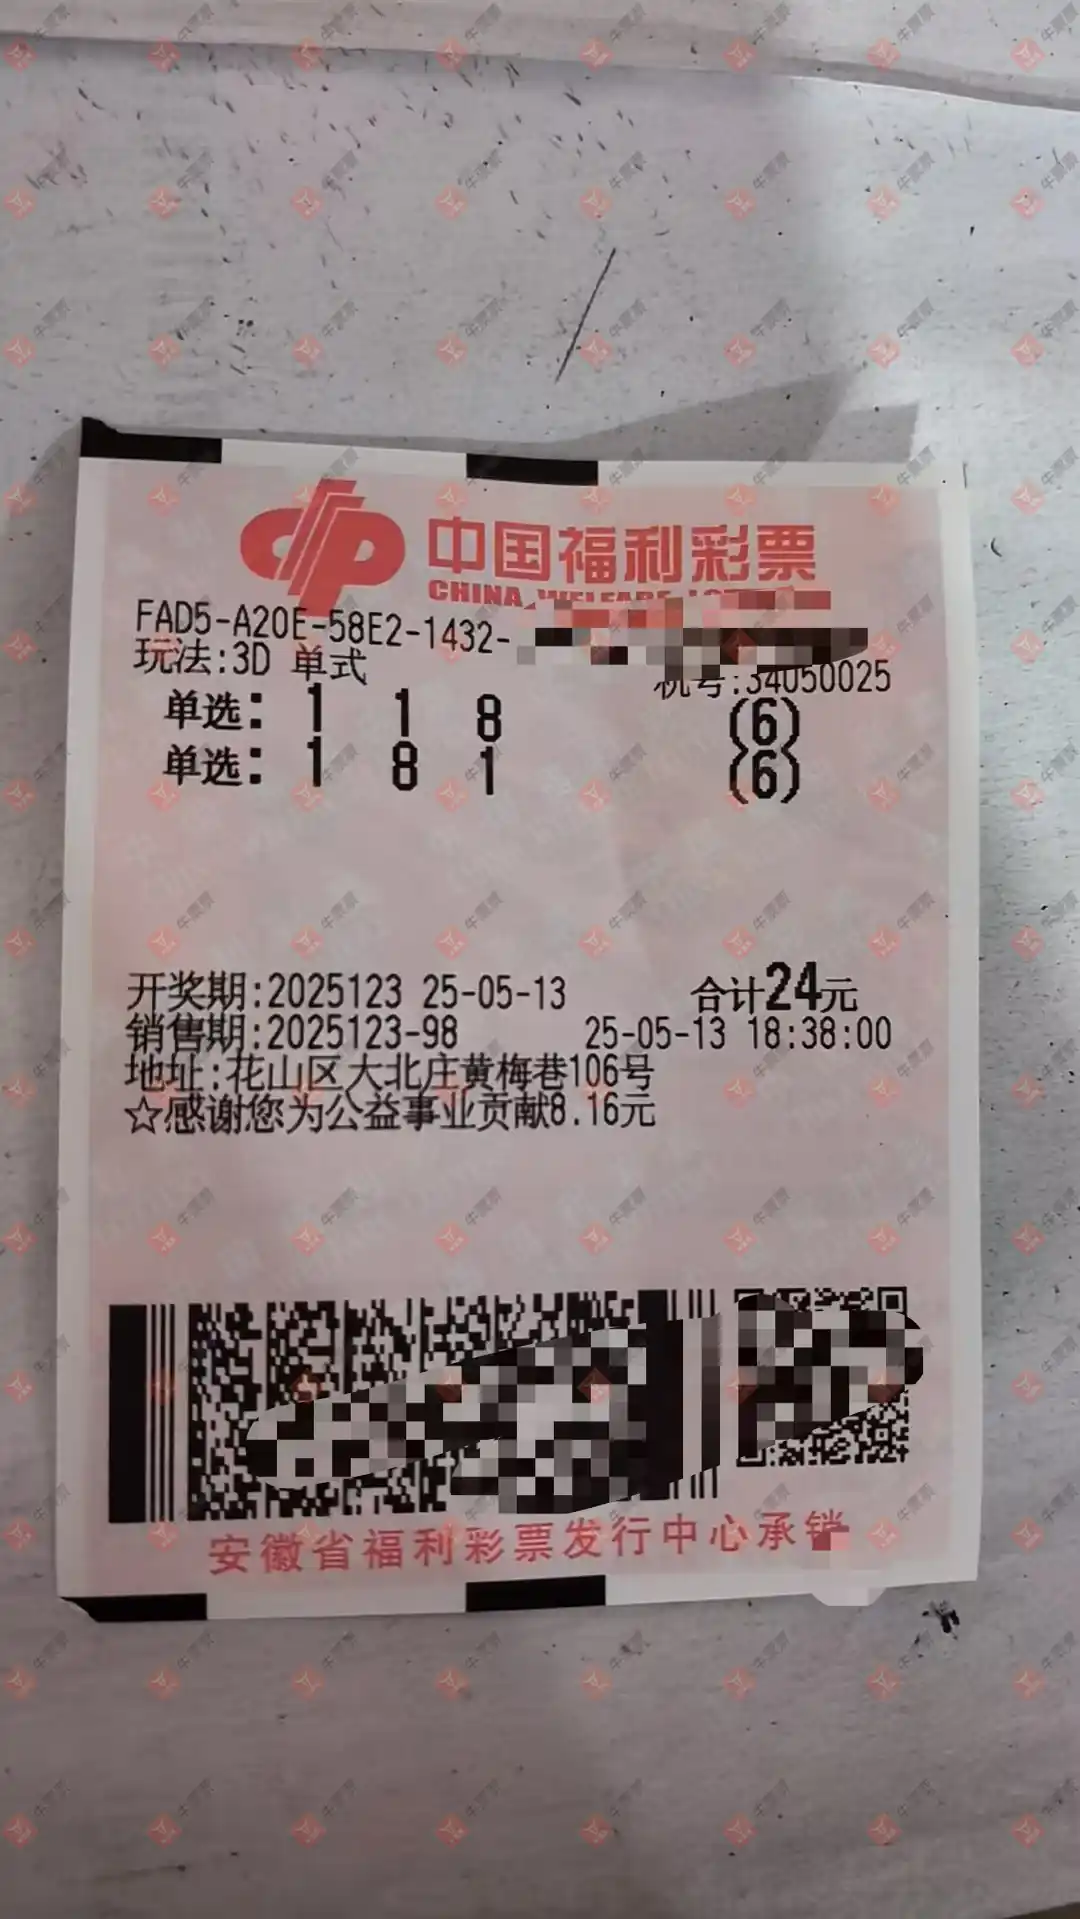 中国福利彩票
CHINA WELFARE
FAD5-A20E-58E2-1432-
玩法:3D 单式
机号:34050025
单选: 1 1 8 (6)
单选: 1 8 1 (6)
开奖期:2025123 25-05-13 合计24元
销售期:2025123-98 25-05-13 18:38:00
地址:花山区大北庄黄梅巷106号
☆感谢您为公益事业贡献8.16元
安徽省福利彩票发行中心承销
牛票票